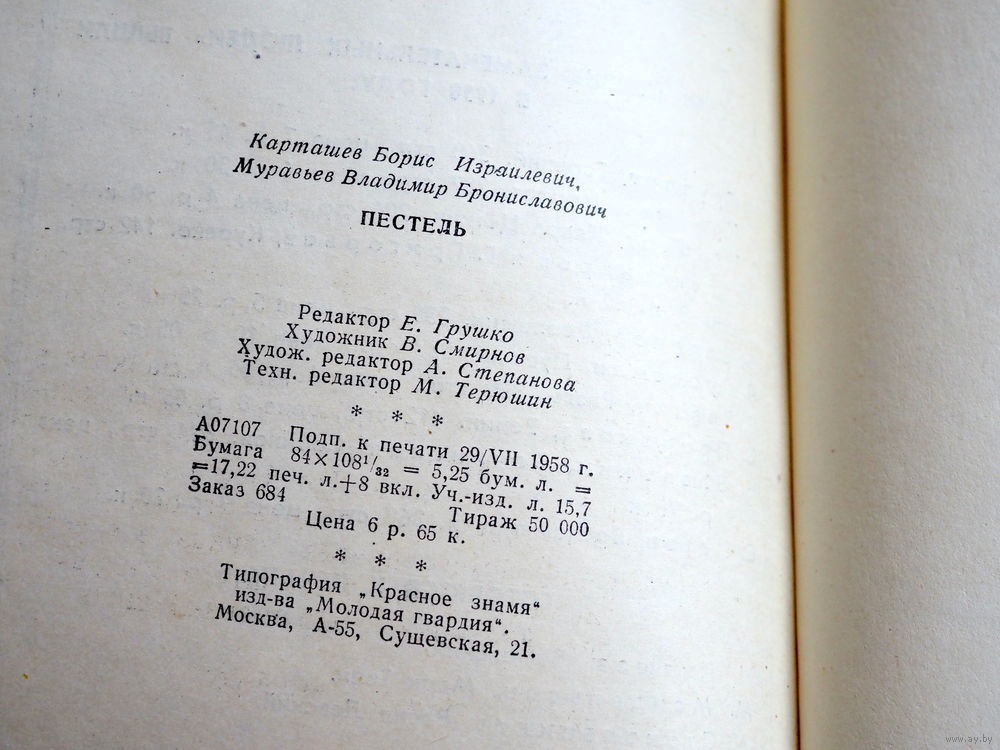 Карташев Борис Израилевич,
Муравьев Владимир Брониславович
ПЕСТЕЛЬ
Редактор Е. Грушко
Художник В. Смирнов
Худож. редактор А. Степанова
Техн. редактор М. Терюшин
* * *
А07107 Подп. к печати 29/VII 1958 г.
Бумага 84×108¹/₃₂ = 5,25 бум. л. =
=17,22 печ. л.+8 вкл. Уч.-изд. л. 15,7
Заказ 684 Тираж 50 000
Цена 6 р. 65 к.
* * *
Типография „Красное знамя“
изд-ва „Молодая гвардия“.
Москва, А-55, Сущевская, 21.
www.ay.by